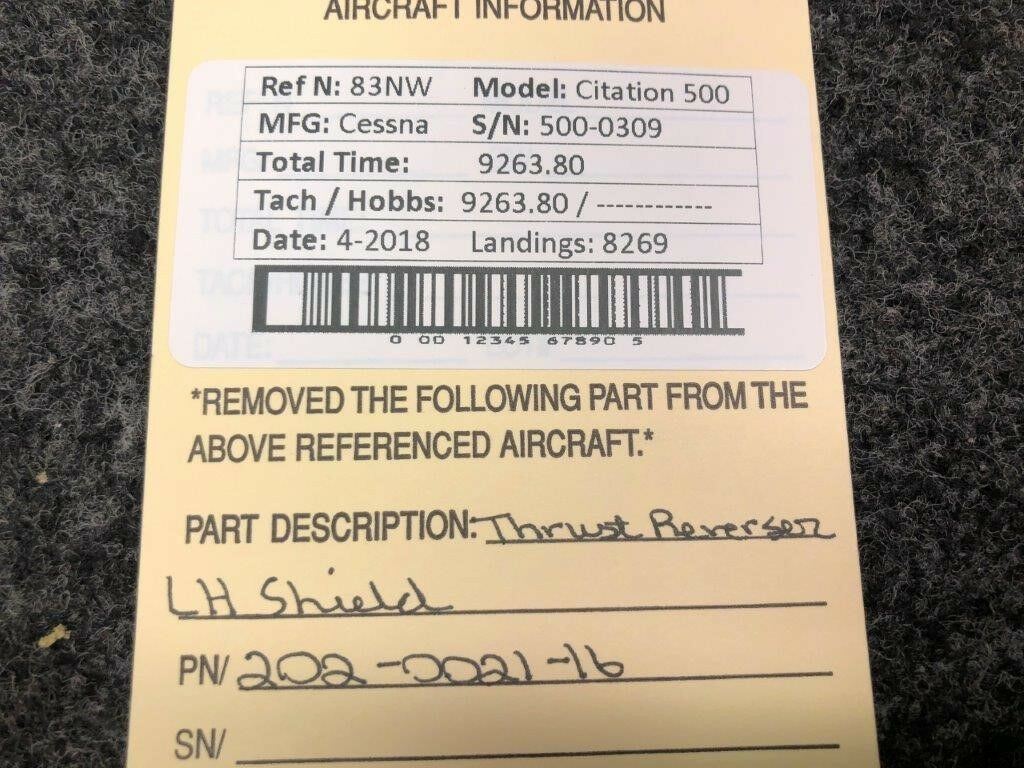 AIRCRAFT INFORMATION
Ref N: 83NW Model: Citation 500
MFG: Cessna S/N: 500-0309
Total Time: 9263.80
Tach / Hobbs: 9263.80 / ------------
Date: 4-2018 Landings: 8269
0 00 12345 67890 5
*REMOVED THE FOLLOWING PART FROM THE
ABOVE REFERENCED AIRCRAFT.*
PART DESCRIPTION: Thrust Reverser
LH Shield
PN/ 202-0021-16
SN/